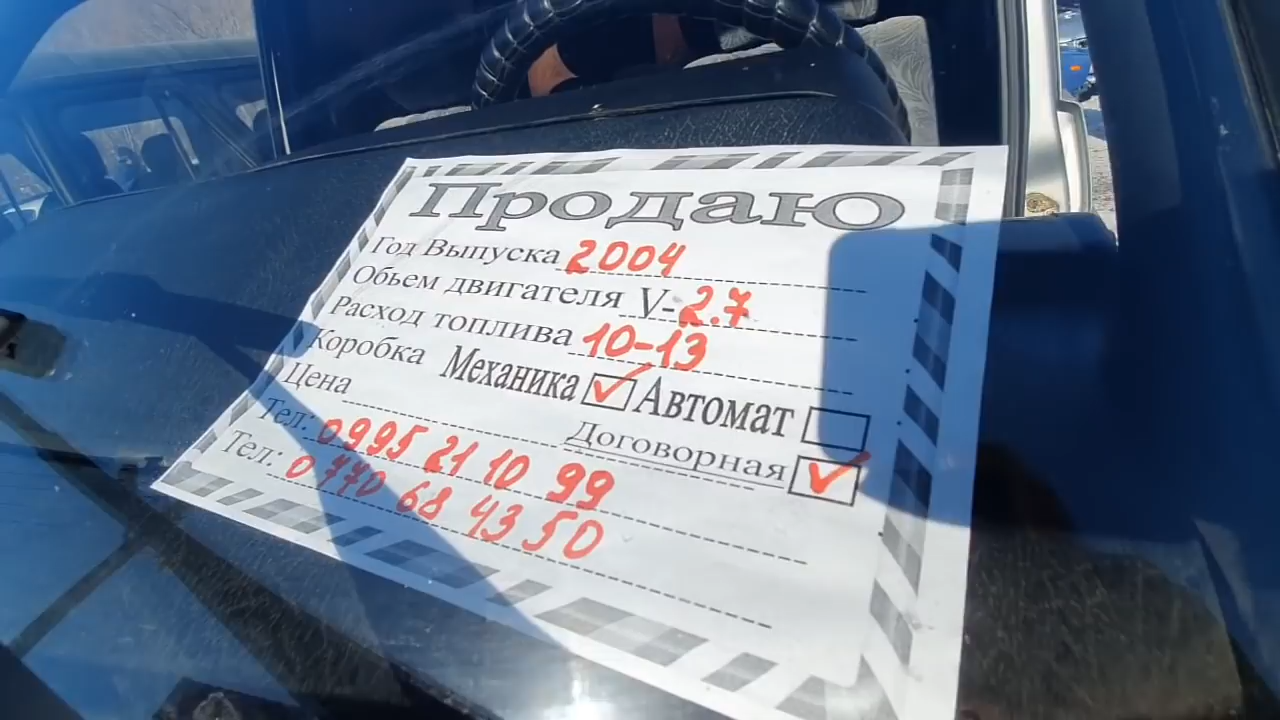 Продаю
Год Выпуска 2004
Обьем двигателя V-2.7
Расход топлива 10-13
Коробка Механика Автомат
Цена Договорная
Тел: 0995 21 10 99
Тел: 0770 68 43 50